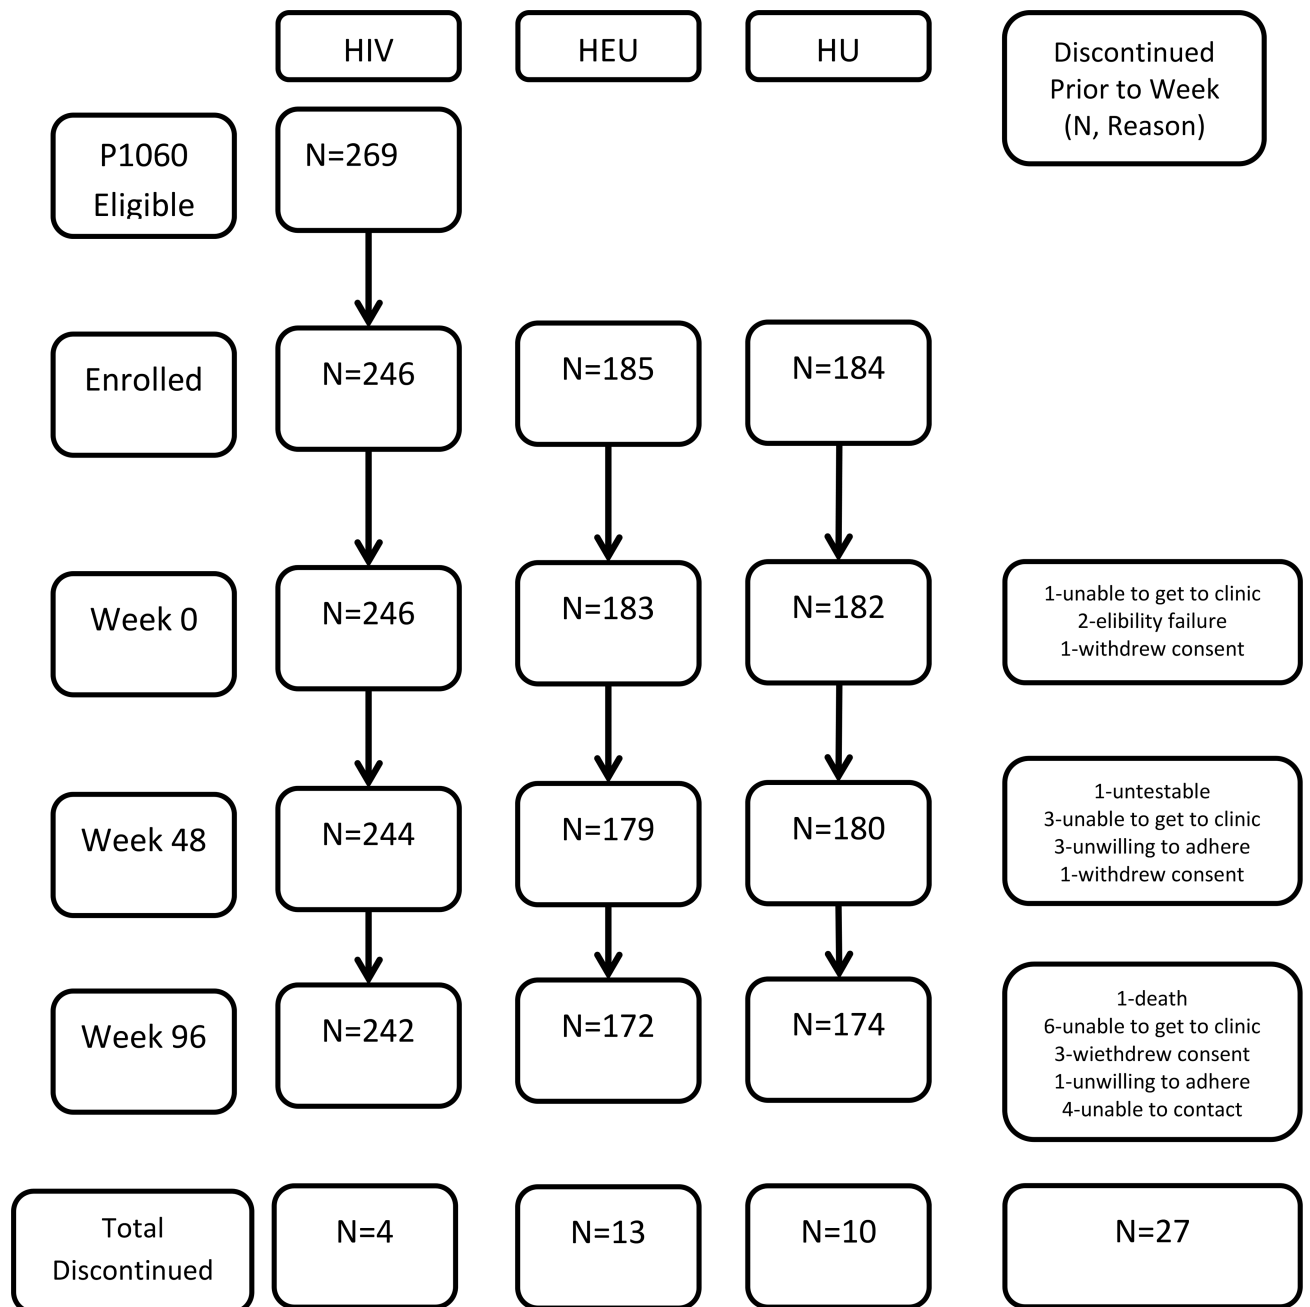 HIV
HEU
HU
Discontinued
Prior to Week
(N, Reason)
P1060
Eligible
N=269
Enrolled
N=246
N=185
N=184
Week 0
N=246
N=183
N=182
1-unable to get to clinic
2-elibility failure
1-withdrew consent
Week 48
N=244
N=179
N=180
1-untestable
3-unable to get to clinic
3-unwilling to adhere
1-withdrew consent
Week 96
N=242
N=172
N=174
1-death
6-unable to get to clinic
3-wiethdrew consent
1-unwilling to adhere
4-unable to contact
Total
Discontinued
N=4
N=13
N=10
N=27